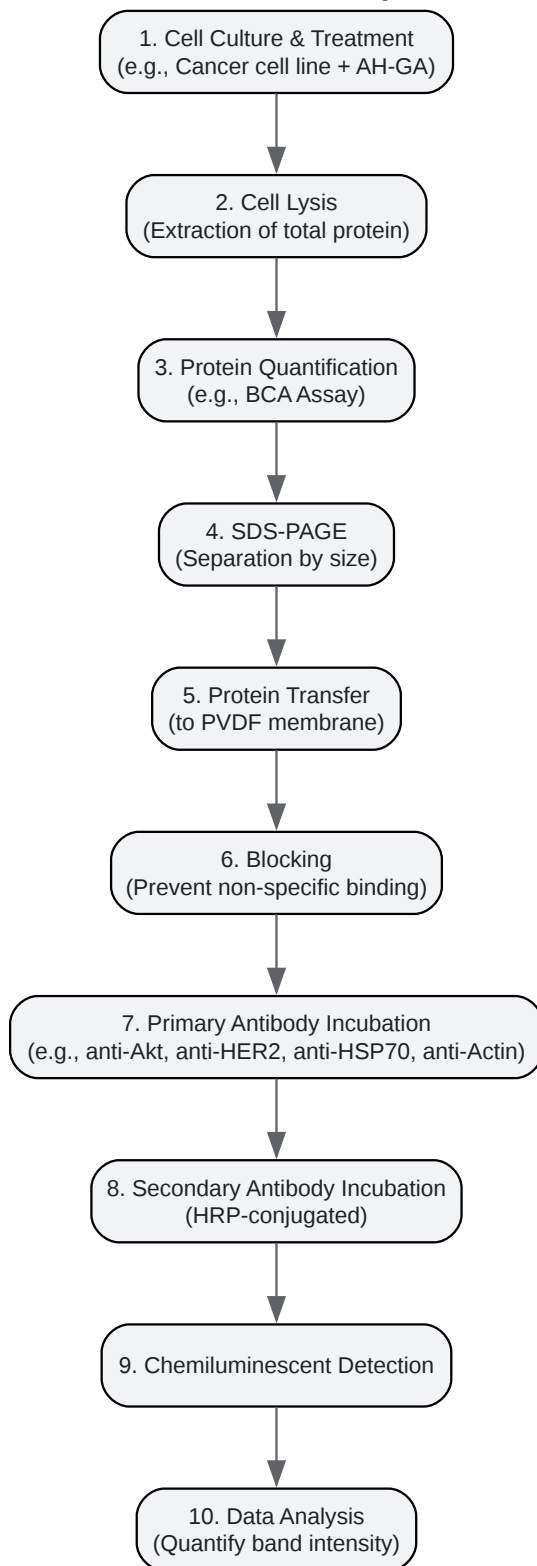 1. Cell Culture & Treatment
(e.g., Cancer cell line + AH-GA)
2. Cell Lysis
(Extraction of total protein)
3. Protein Quantification
(e.g., BCA Assay)
4. SDS-PAGE
(Separation by size)
5. Protein Transfer
(to PVDF membrane)
6. Blocking
(Prevent non-specific binding)
7. Primary Antibody Incubation
(e.g., anti-Akt, anti-HER2, anti-HSP70, anti-Actin)
8. Secondary Antibody Incubation
(HRP-conjugated)
9. Chemiluminescent Detection
10. Data Analysis
(Quantify band intensity)